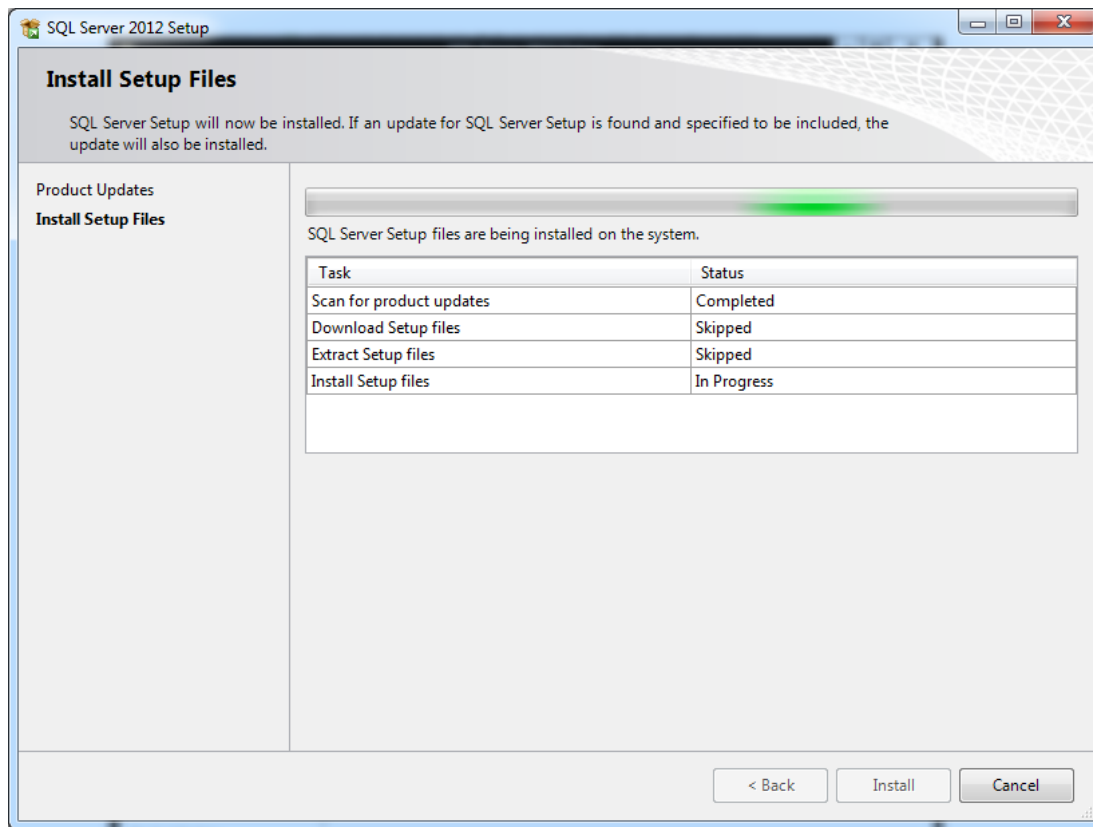 SQL Server 2012 Setup
Install Setup Files
SQL Server Setup will now be installed. If an update for SQL Server Setup is found and specified to be included, the
update will also be installed.
Product Updates
Install Setup Files
SQL Server Setup files are being installed on the system.
Task Status
Scan for product updates Completed
Download Setup files Skipped
Extract Setup files Skipped
Install Setup files In Progress
< Back Install Cancel